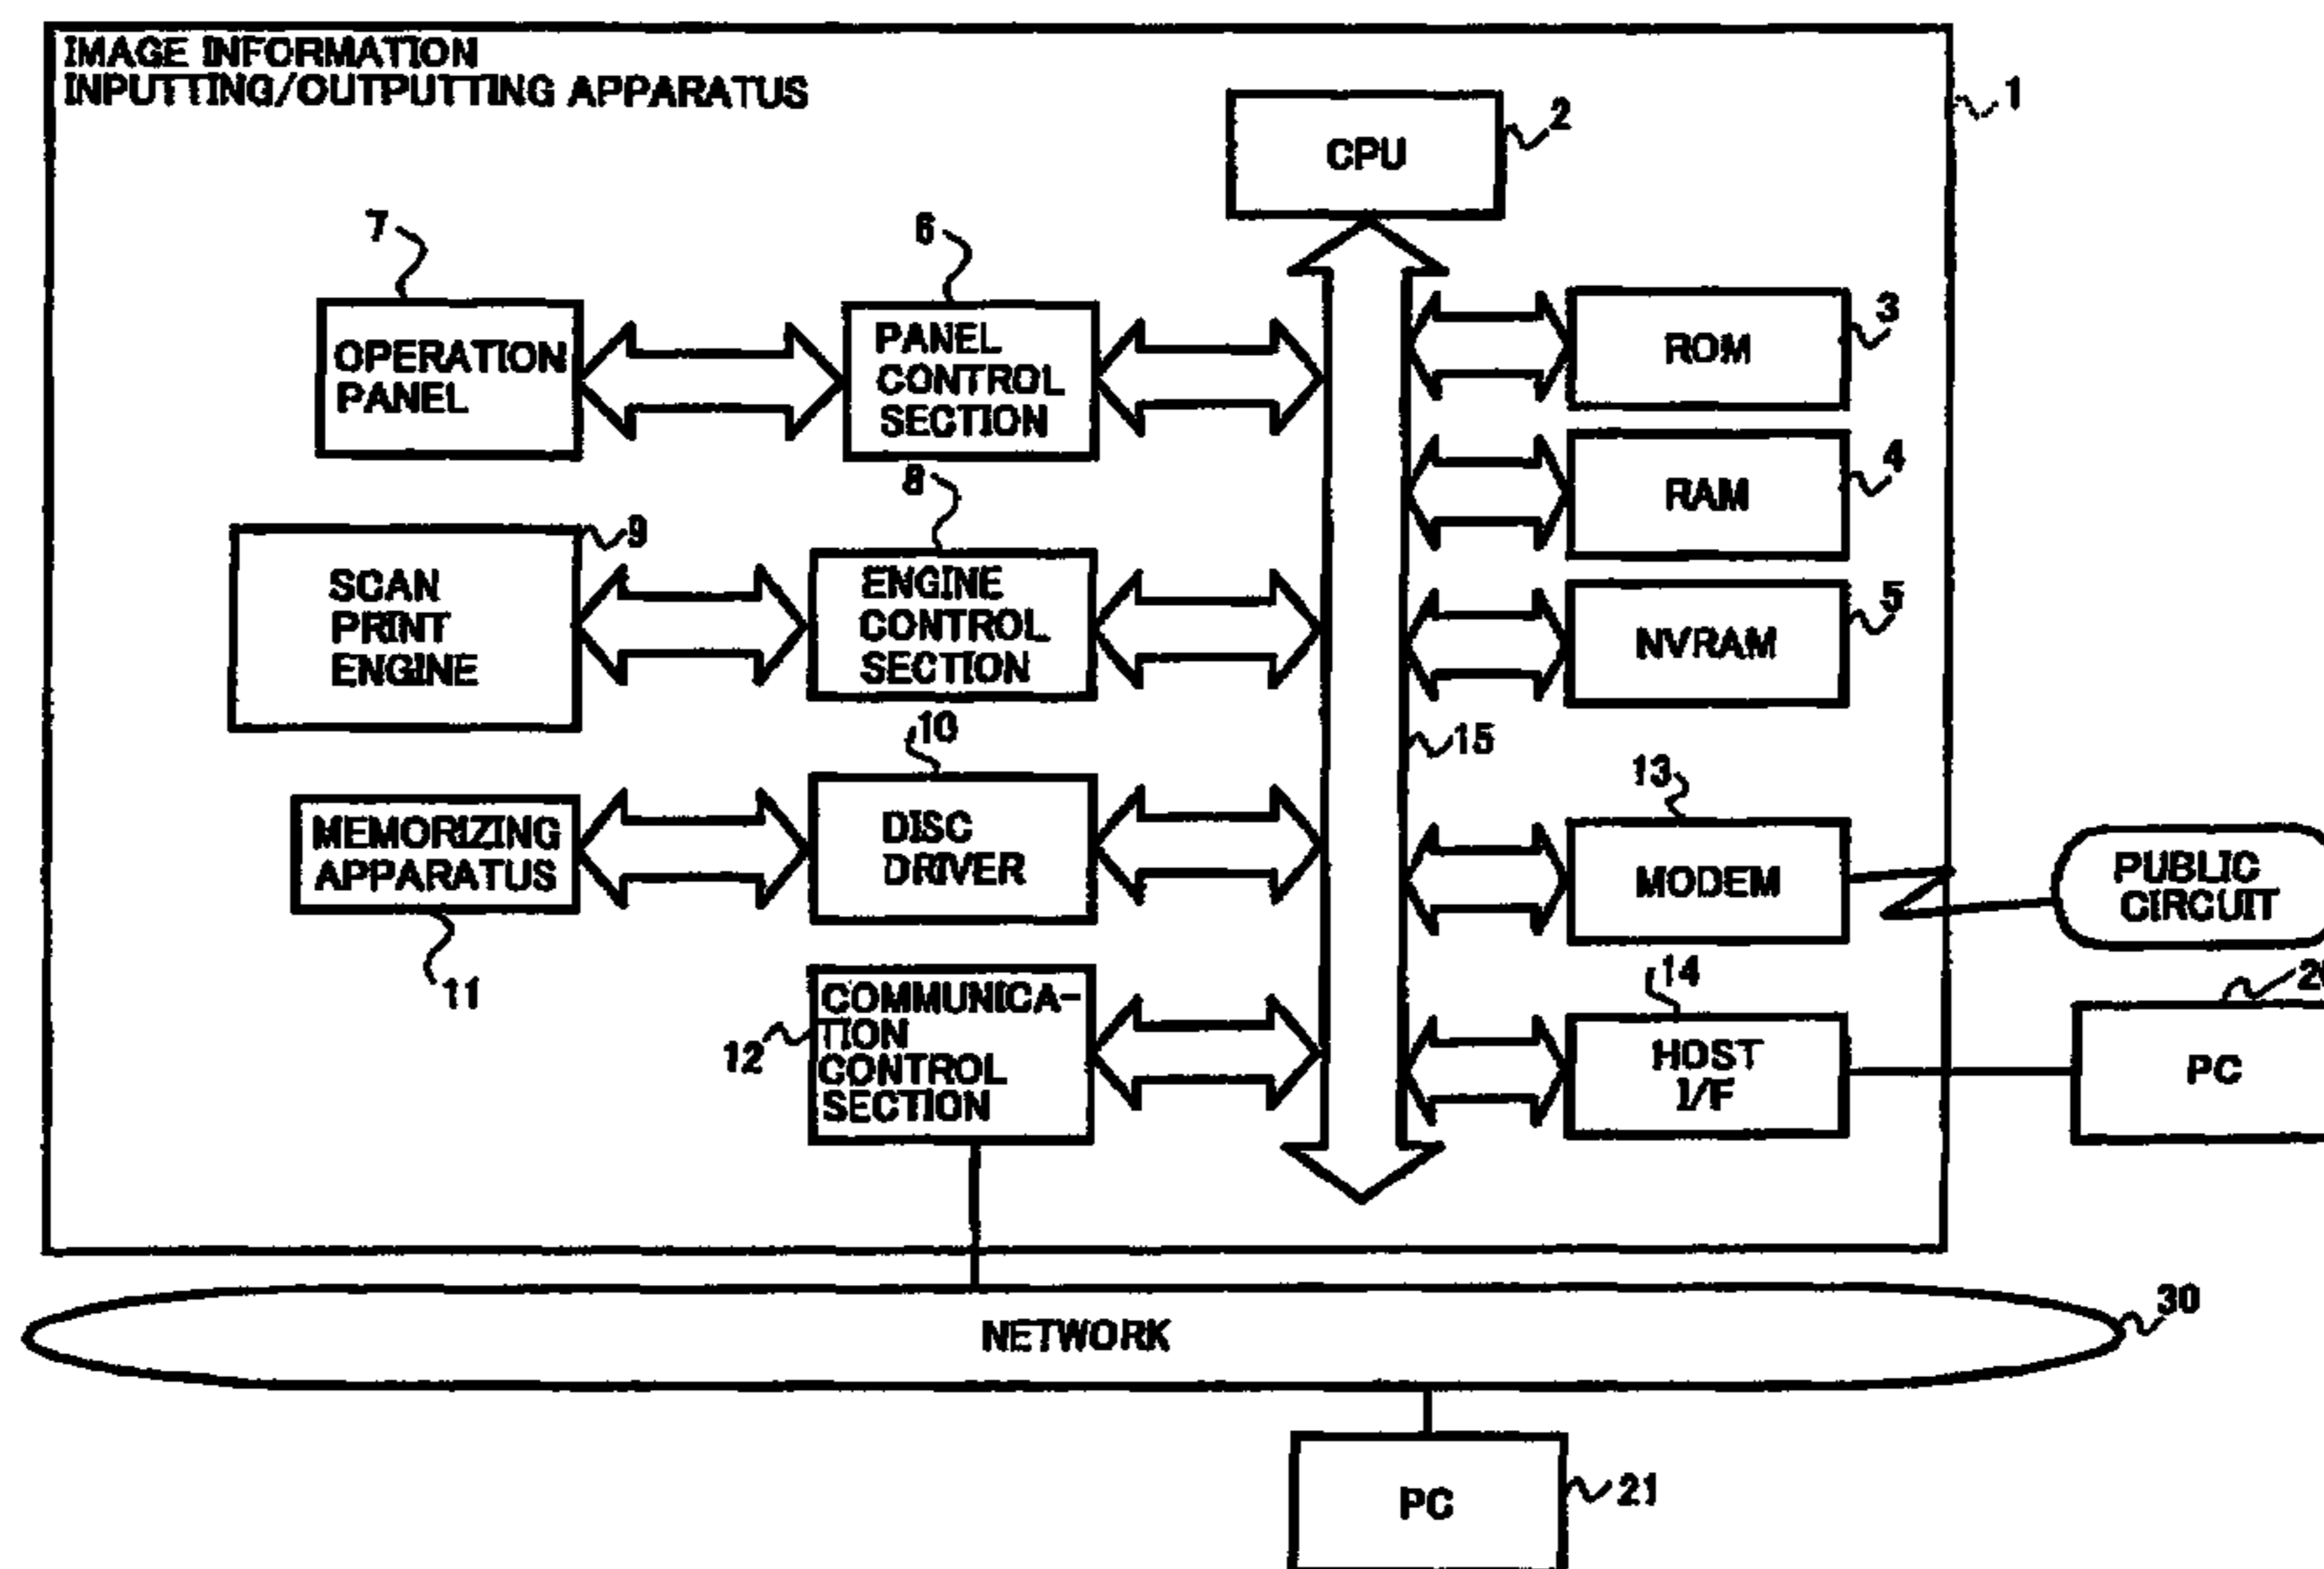 IMAGE INFORMATION
INPUTTING/OUTPUTTING APPARATUS
1
2
CPU
7
6
OPERATION
PANEL
PANEL
CONTROL
SECTION
ROM
3
8
RAM
4
9
SCAN
PRINT
ENGINE
ENGINE
CONTROL
SECTION
NVRAM
5
10
15
13
MEMORIZING
APPARATUS
DISC
DRIVER
MODEM
PUBLIC
CIRCUIT
11
12
COMMUNICA-
TION
CONTROL
SECTION
14
HOST
I/F
PC
NETWORK
30
PC
21